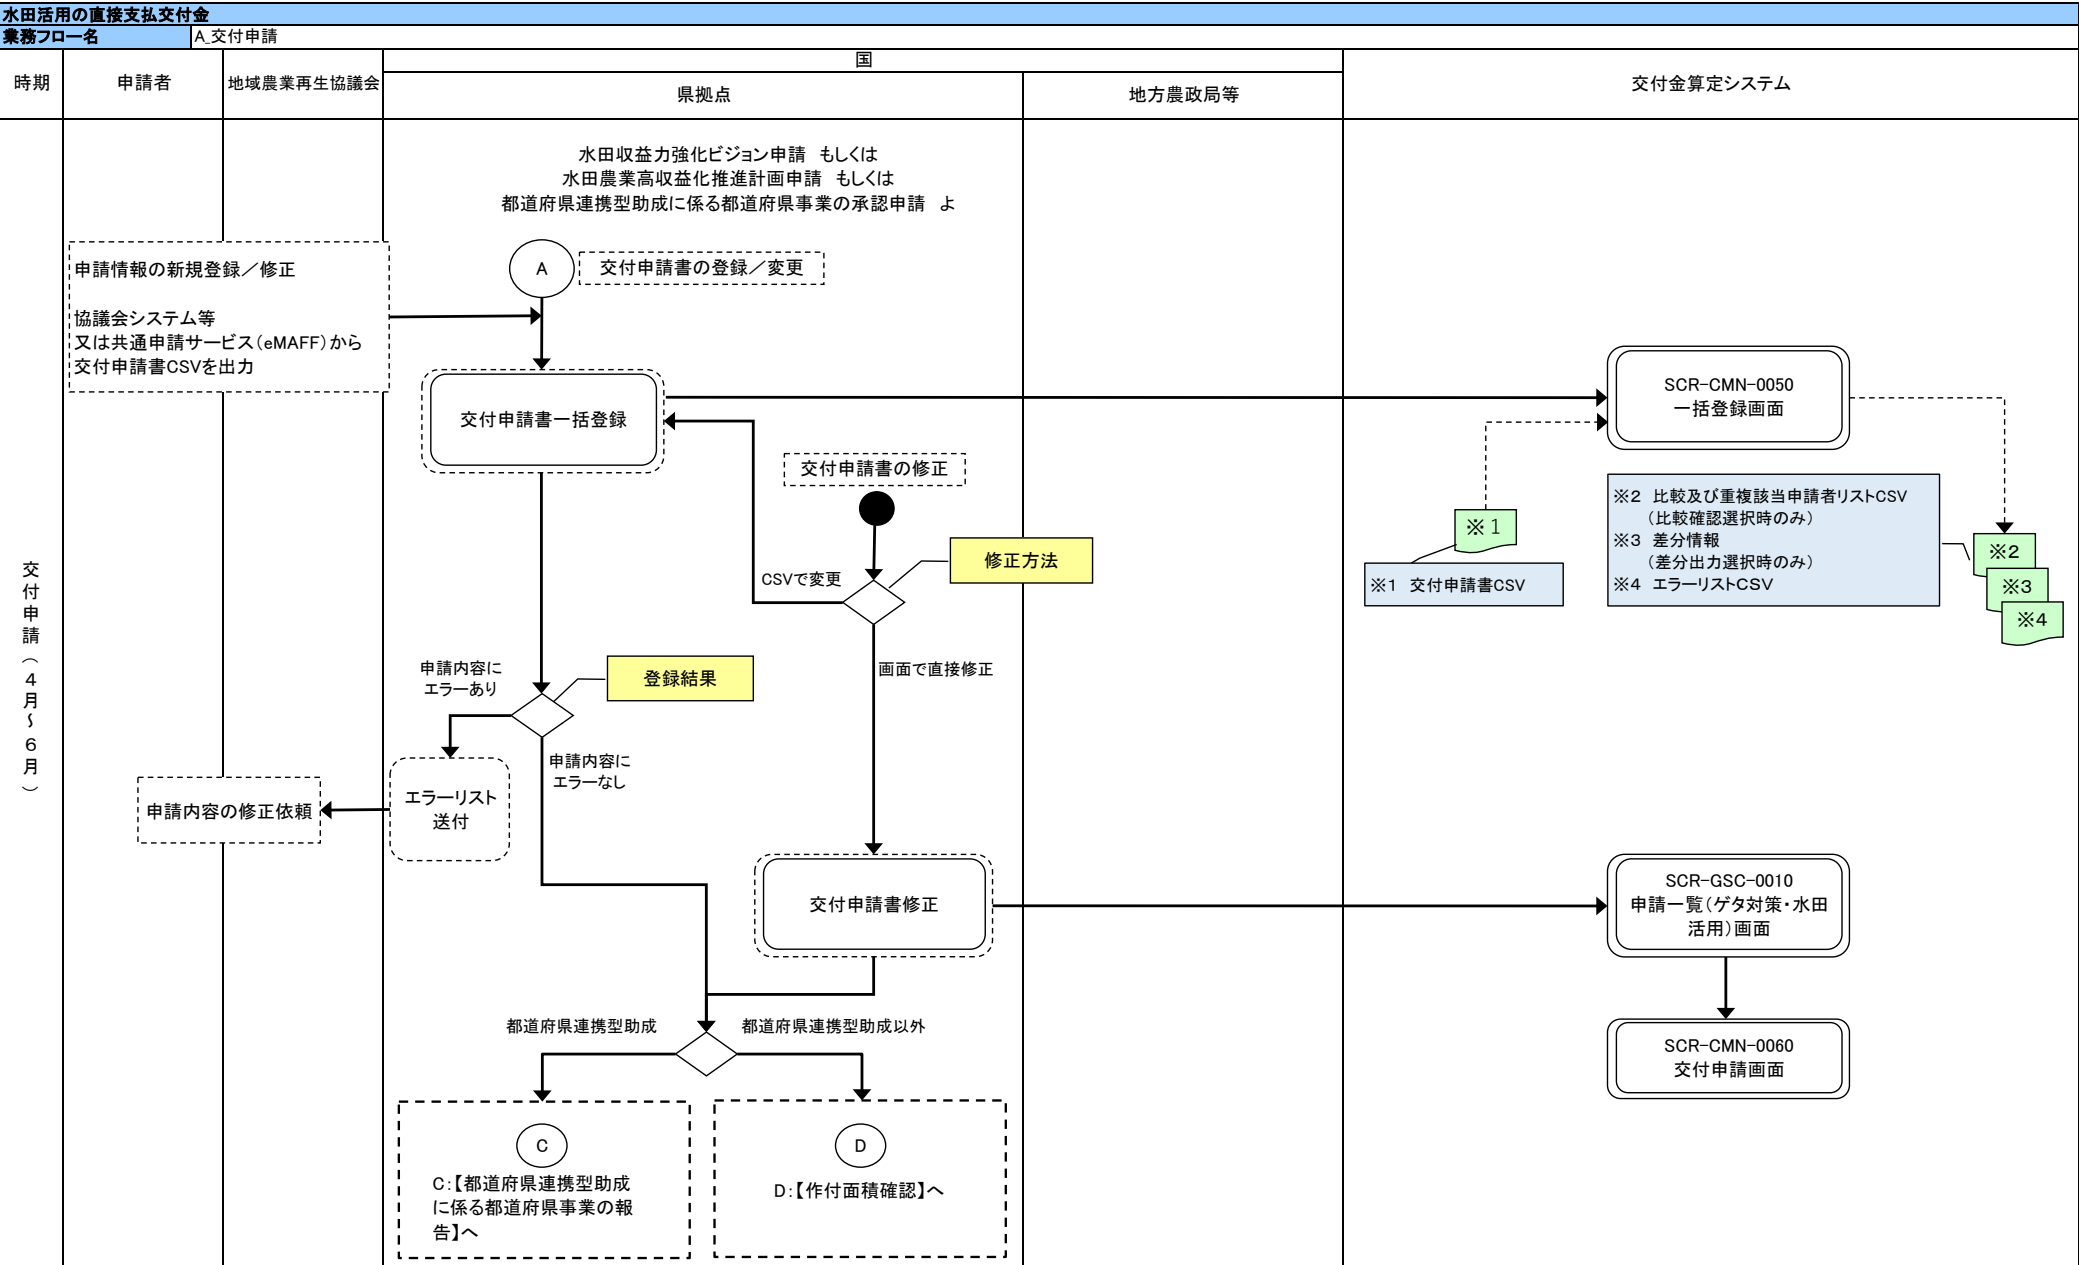 水田活用の直接支払交付金
業務フロー名
A_交付申請
時期
申請者
地域農業再生協議会
国
県拠点
地方農政局等
交付金算定システム
水田収益力強化ビジョン申請 もしくは
水田農業高収益化推進計画申請 もしくは
都道府県連携型助成に係る都道府県事業の承認申請 よ
申請情報の新規登録／修正
協議会システム等
又は共通申請サービス（eMAFF）から
交付申請書CSVを出力
A
交付申請書の登録／変更
交付申請書一括登録
SCR-CMN-0050
一括登録画面
交付申請書の修正
※1
※1 交付申請書CSV
※2 比較及び重複該当申請者リストCSV
（比較確認選択時のみ）
※3 差分情報
（差分出力選択時のみ）
※4 エラーリストCSV
※2
※3
※4
修正方法
CSVで変更
画面で直接修正
交付申請（4月～6月）
申請内容に
エラーあり
登録結果
申請内容に
エラーなし
エラーリスト
送付
申請内容の修正依頼
交付申請書修正
SCR-GSC-0010
申請一覧（ゲタ対策・水田
活用）画面
都道府県連携型助成
都道府県連携型助成以外
SCR-CMN-0060
交付申請画面
C
C:【都道府県連携型助成
に係る都道府県事業の報
告】へ
D
D:【作付面積確認】へ